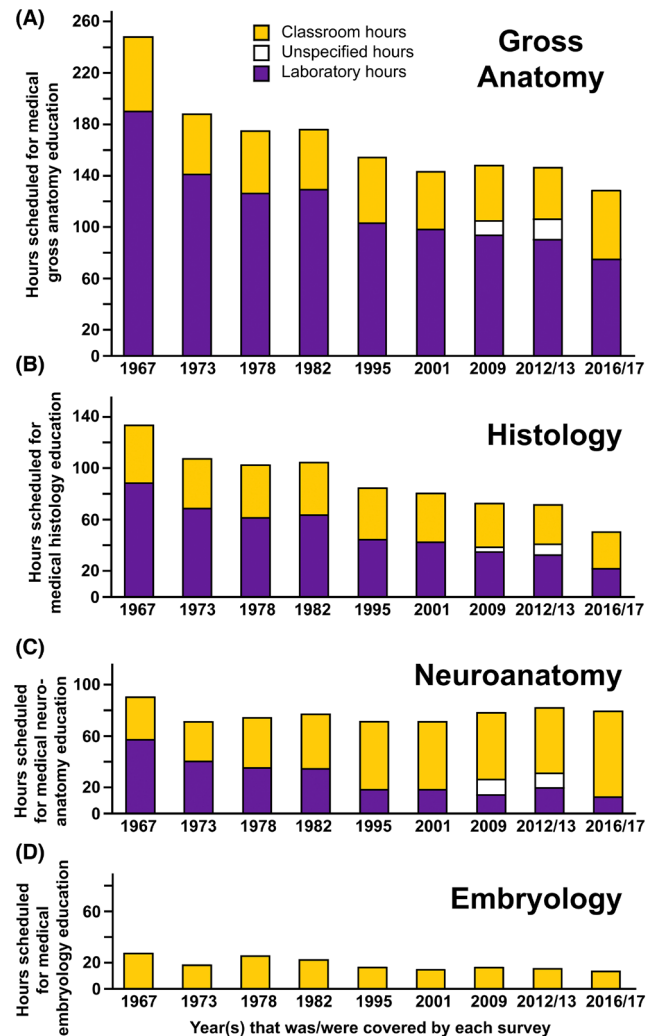 (A)
260
220
180
140
100
60
20
0
Hours scheduled for medical
gross anatomy education
Classroom hours
Unspecified hours
Laboratory hours
Gross
Anatomy
1967 1973 1978 1982 1995 2001 2009 2012/13 2016/17
(B)
140
100
60
20
0
Hours scheduled for
medical histology education
Histology
1967 1973 1978 1982 1995 2001 2009 2012/13 2016/17
(C)
100
60
20
0
Hours scheduled
for medical neuro-
anatomy education
Neuroanatomy
1967 1973 1978 1982 1995 2001 2009 2012/13 2016/17
(D)
60
20
0
Hours scheduled
for medical
embryology education
Embryology
1967 1973 1978 1982 1995 2001 2009 2012/13 2016/17
Year(s) that was/were covered by each survey